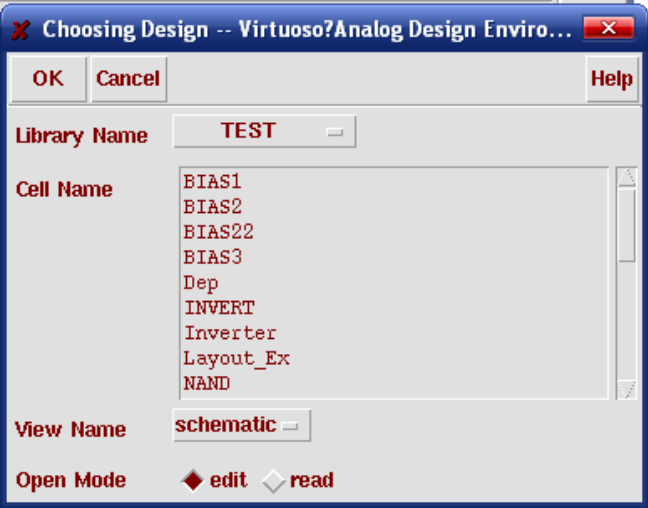 Choosing Design -- Virtuoso?Analog Design Enviro...
OK Cancel Help
Library Name TEST
Cell Name
BIAS1
BIAS2
BIAS22
BIAS3
Dep
INVERT
Inverter
Layout_Ex
NAND
View Name schematic
Open Mode edit read